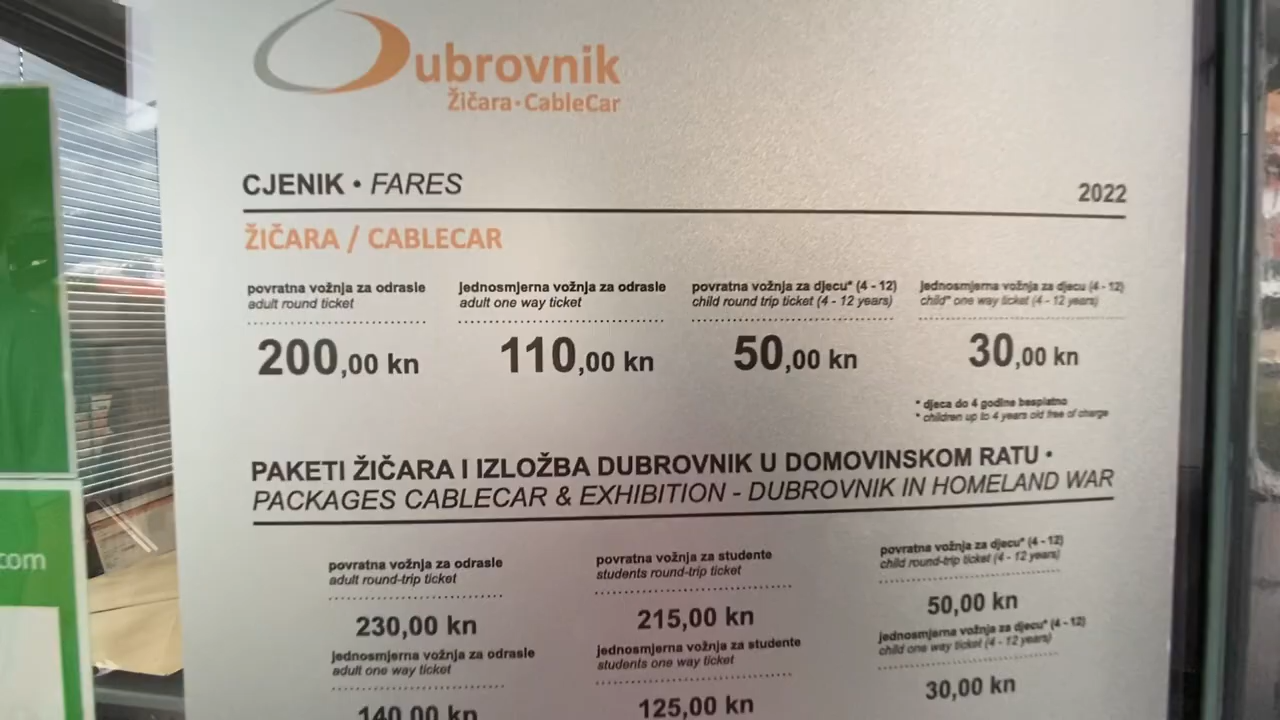 Dubrovnik
Žičara·CableCar
CJENIK • FARES
2022
ŽIČARA / CABLECAR
povratna vožnja za odrasle
adult round ticket
200,00 kn
jednosmjerna vožnja za odrasle
adult one way ticket
110,00 kn
povratna vožnja za djecu* (4 - 12)
child round trip ticket (4 - 12 years)
50,00 kn
jednosmjerna vožnja za djecu (4 - 12)
child* one way ticket (4 - 12 years)
30,00 kn
* djeca do 4 godine besplatno
* children up to 4 years old free of charge
PAKETI ŽIČARA I IZLOŽBA DUBROVNIK U DOMOVINSKOM RATU •
PACKAGES CABLECAR & EXHIBITION - DUBROVNIK IN HOMELAND WAR
povratna vožnja za odrasle
adult round-trip ticket
230,00 kn
jednosmjerna vožnja za odrasle
adult one way ticket
140,00 kn
povratna vožnja za studente
students round-trip ticket
215,00 kn
jednosmjerna vožnja za studente
students one way ticket
125,00 kn
povratna vožnja za djecu* (4 - 12)
child round-trip ticket (4 - 12 years)
50,00 kn
jednosmjerna vožnja za djecu* (4 - 12)
child one way ticket (4 - 12 years)
30,00 kn
com